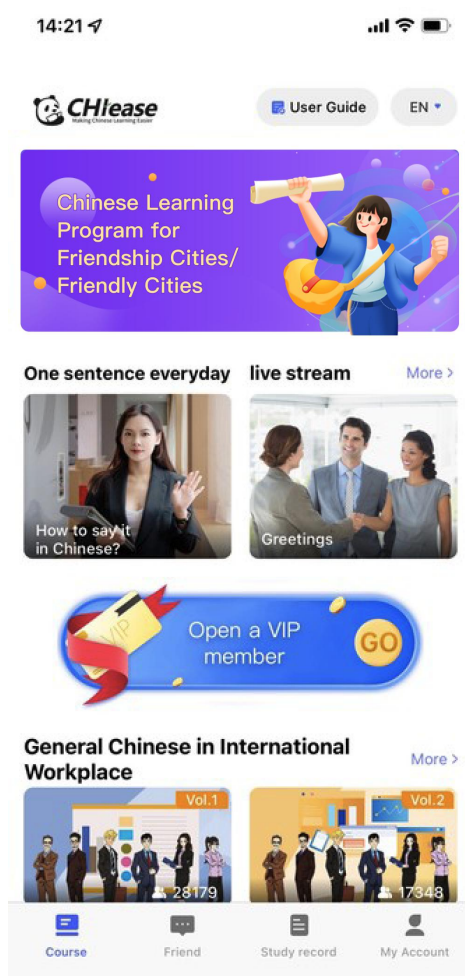 14:21
CHIease
Making Chinese Learning Easier
User Guide
EN
Chinese Learning
Program for
Friendship Cities/
Friendly Cities
One sentence everyday
live stream
More >
How to say it
in Chinese?
Greetings
VIP
Open a VIP
member
GO
General Chinese in International
Workplace
More >
Vol.1
28179
Vol.2
17348
Course
Friend
Study record
My Account